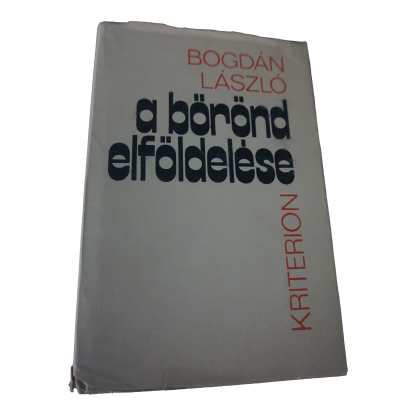 BOGDÁN
LÁSZLÓ
a bőrönd
elföldelése
KRITERION